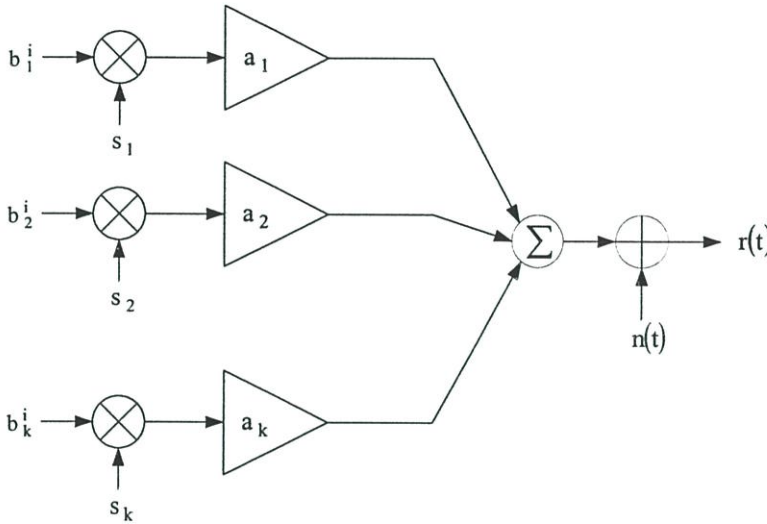 b₁ⁱ
a₁
s₁
b₂ⁱ
a₂
s₂
Σ
r(t)
n(t)
bₖⁱ
aₖ
sₖ